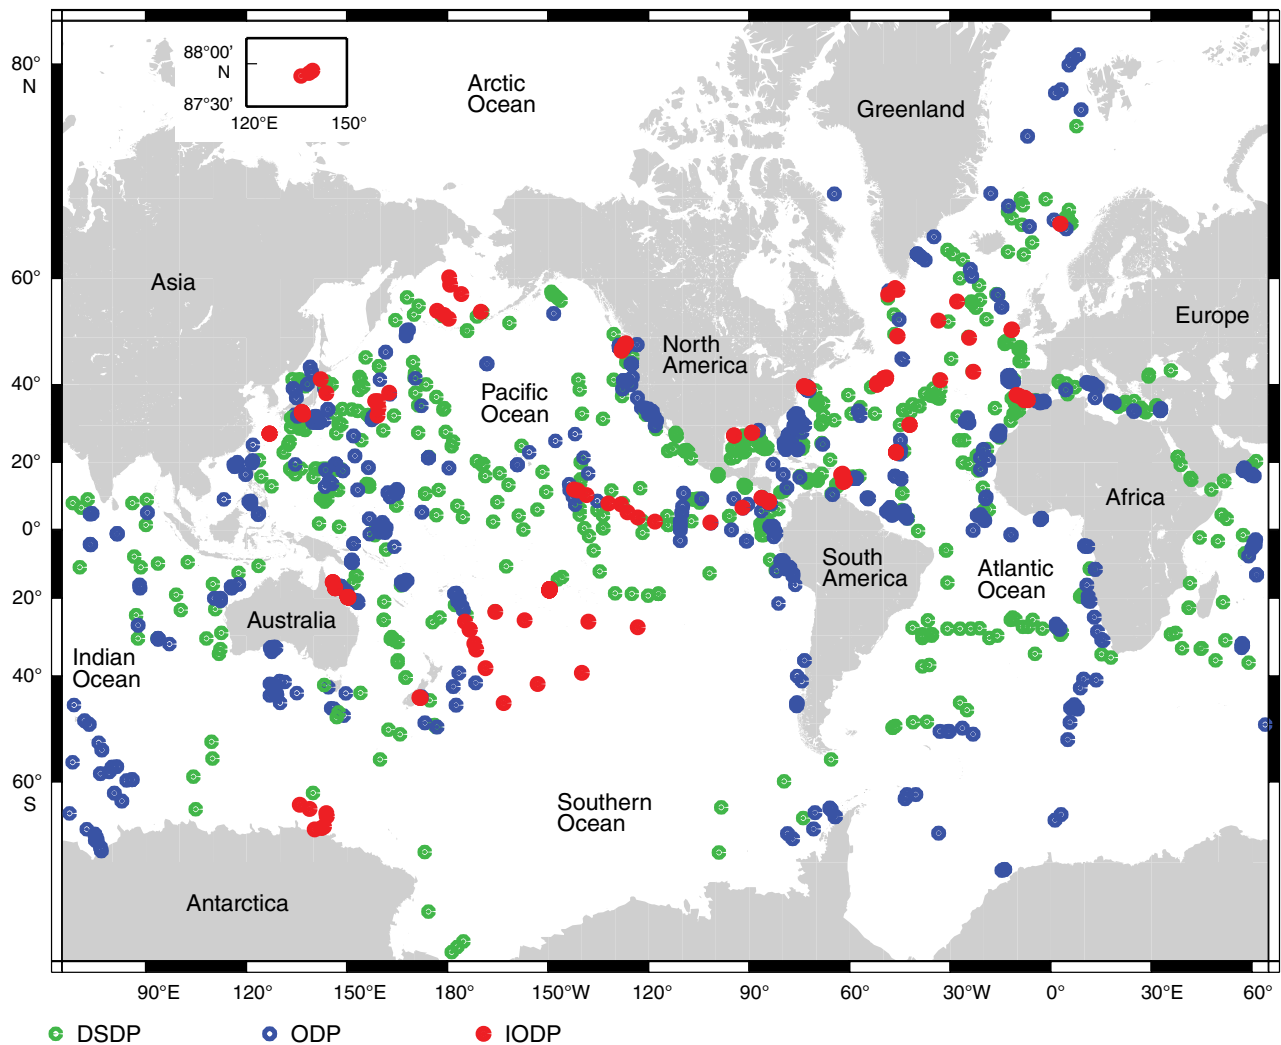 88°00'
N
87°30'
120°E
150°
80°
N
60°
40°
20°
0°
20°
40°
60°
S
Arctic
Ocean
Greenland
Asia
North
America
Europe
Pacific
Ocean
Africa
South
America
Atlantic
Ocean
Australia
Indian
Ocean
Southern
Ocean
Antarctica
90°E
120°
150°E
180°
150°W
120°
90°
60°
30°W
0°
30°E
60°
DSDP
ODP
IODP